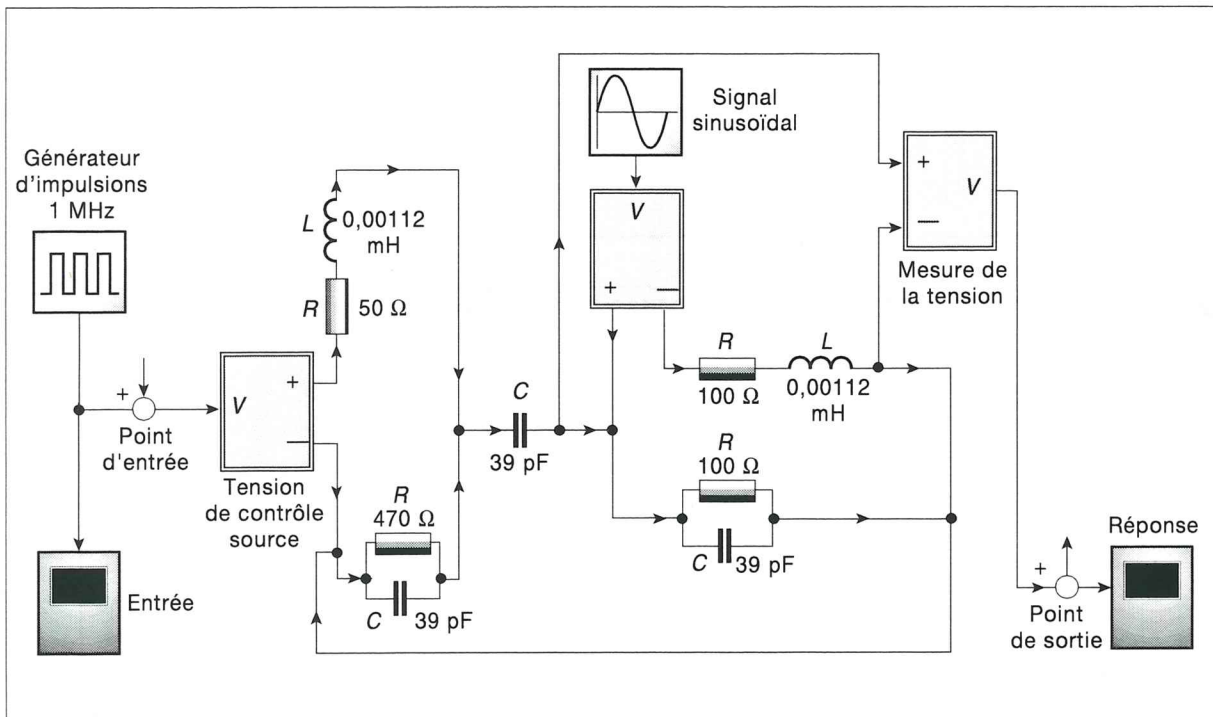 Générateur
d'impulsions
1 MHz
L
0,00112
mH
R
50 Ω
+
V
Point
d'entrée
+
—
Tension
de contrôle
source
Entrée
R
470 Ω
C
39 pF
C
39 pF
Signal
sinusoïdal
V
+
—
R
100 Ω
L
0,00112
mH
R
100 Ω
C
39 pF
+
—
V
Mesure de
la tension
+
Point
de sortie
Réponse